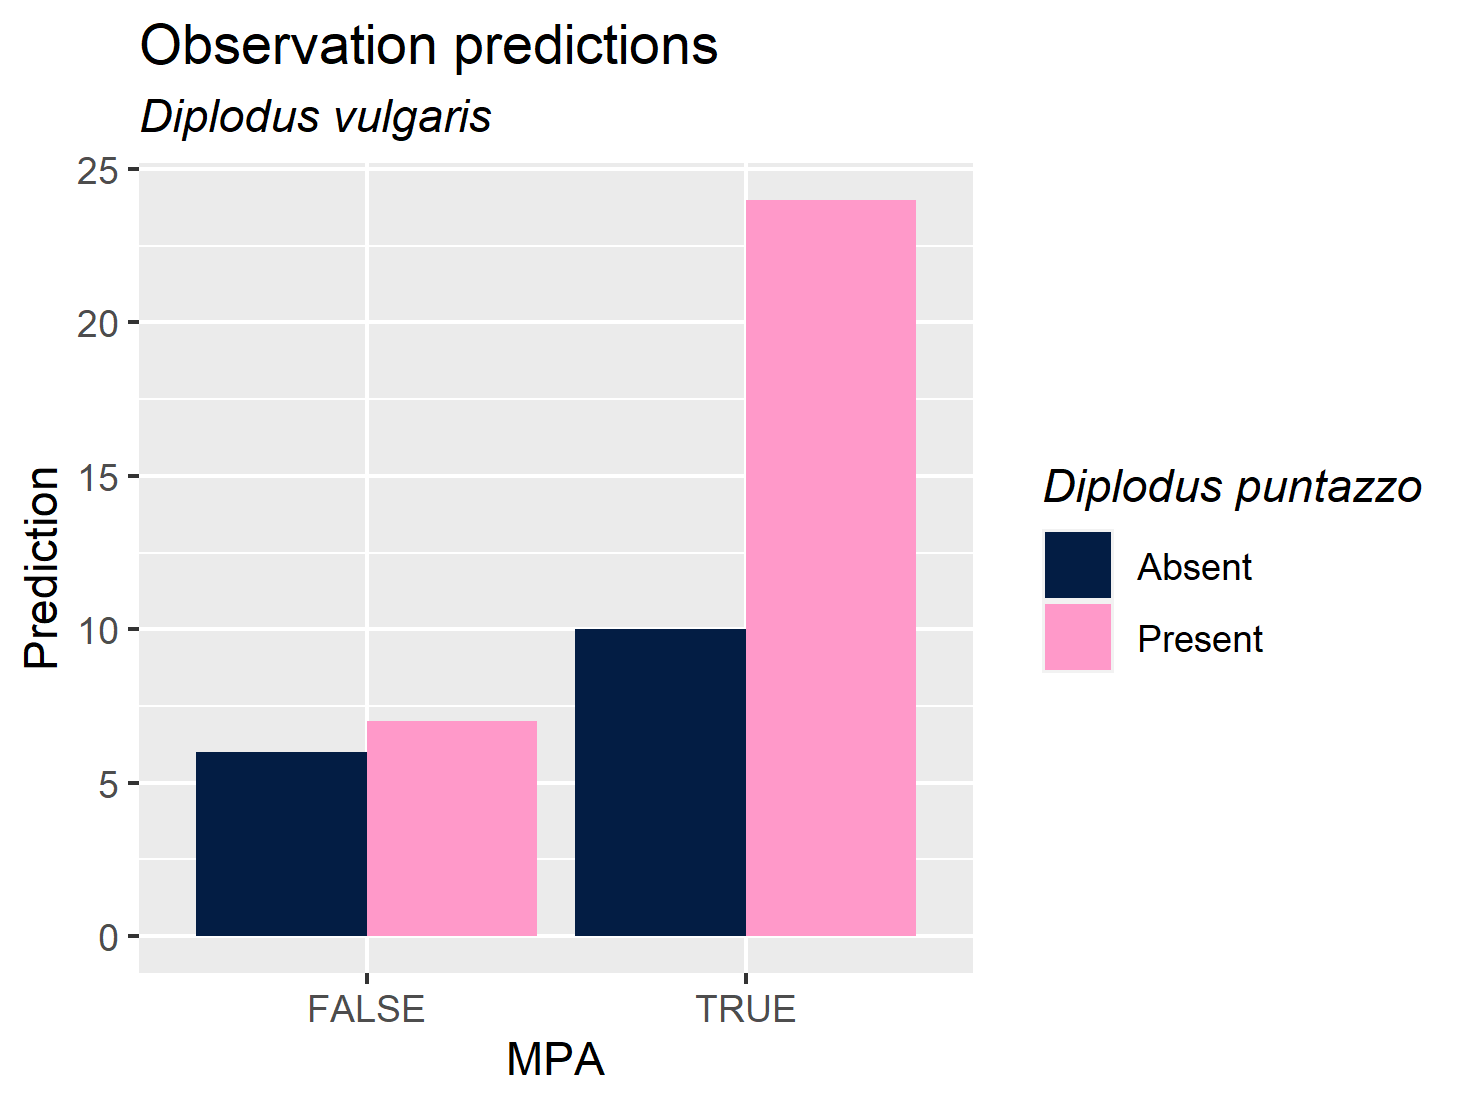 Observation predictions
Diplodus vulgaris
25
20
15
10
5
0
Prediction
FALSE TRUE
MPA
Diplodus puntazzo
Absent
Present